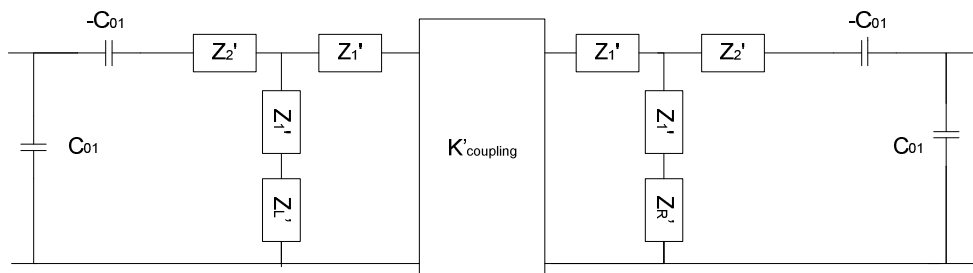 -C01
Z2'
Z1'
Z1'
Z2'
-C01
C01
Z1'
ZL'
K'coupling
Z1'
ZR'
C01